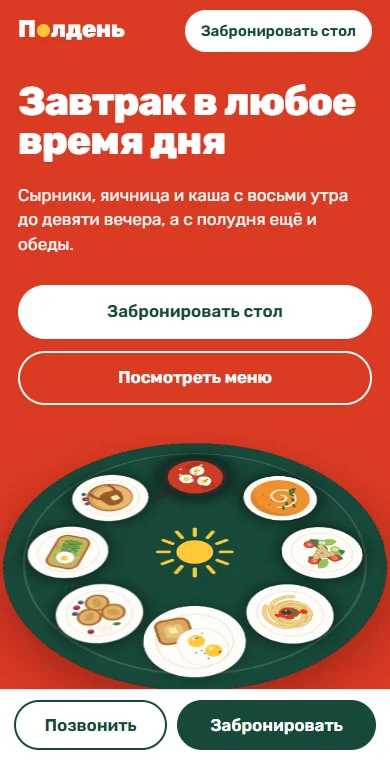 Полдень
Забронировать стол
Завтрак в любое
время дня
Сырники, яичница и каша с восьми утра
до девяти вечера, а с полудня ещё и
обеды.
Забронировать стол
Посмотреть меню
Позвонить
Забронировать